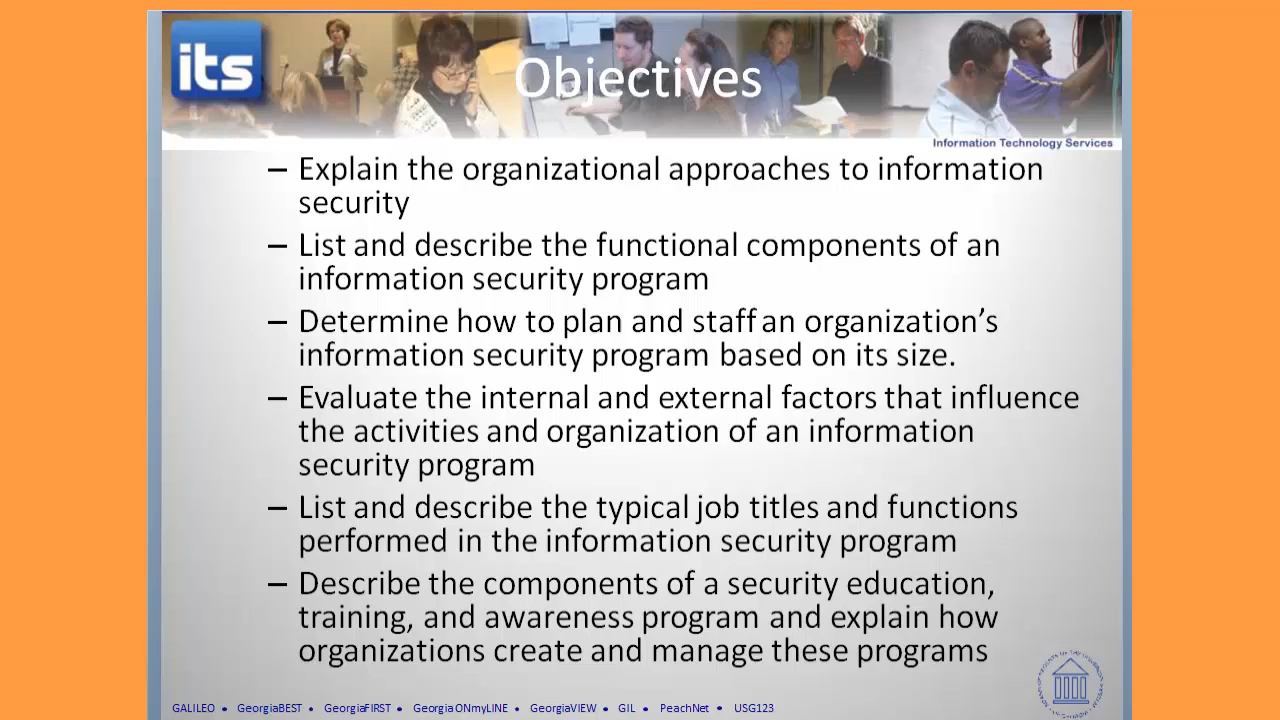 its
Objectives
Information Technology Services
– Explain the organizational approaches to information
security
– List and describe the functional components of an
information security program
– Determine how to plan and staff an organization’s
information security program based on its size.
– Evaluate the internal and external factors that influence
the activities and organization of an information
security program
– List and describe the typical job titles and functions
performed in the information security program
– Describe the components of a security education,
training, and awareness program and explain how
organizations create and manage these programs
GALILEO • GeorgiaBEST • GeorgiaFIRST • GeorgiaONmyLINE • GeorgiaVIEW • GIL • PeachNet • USG123